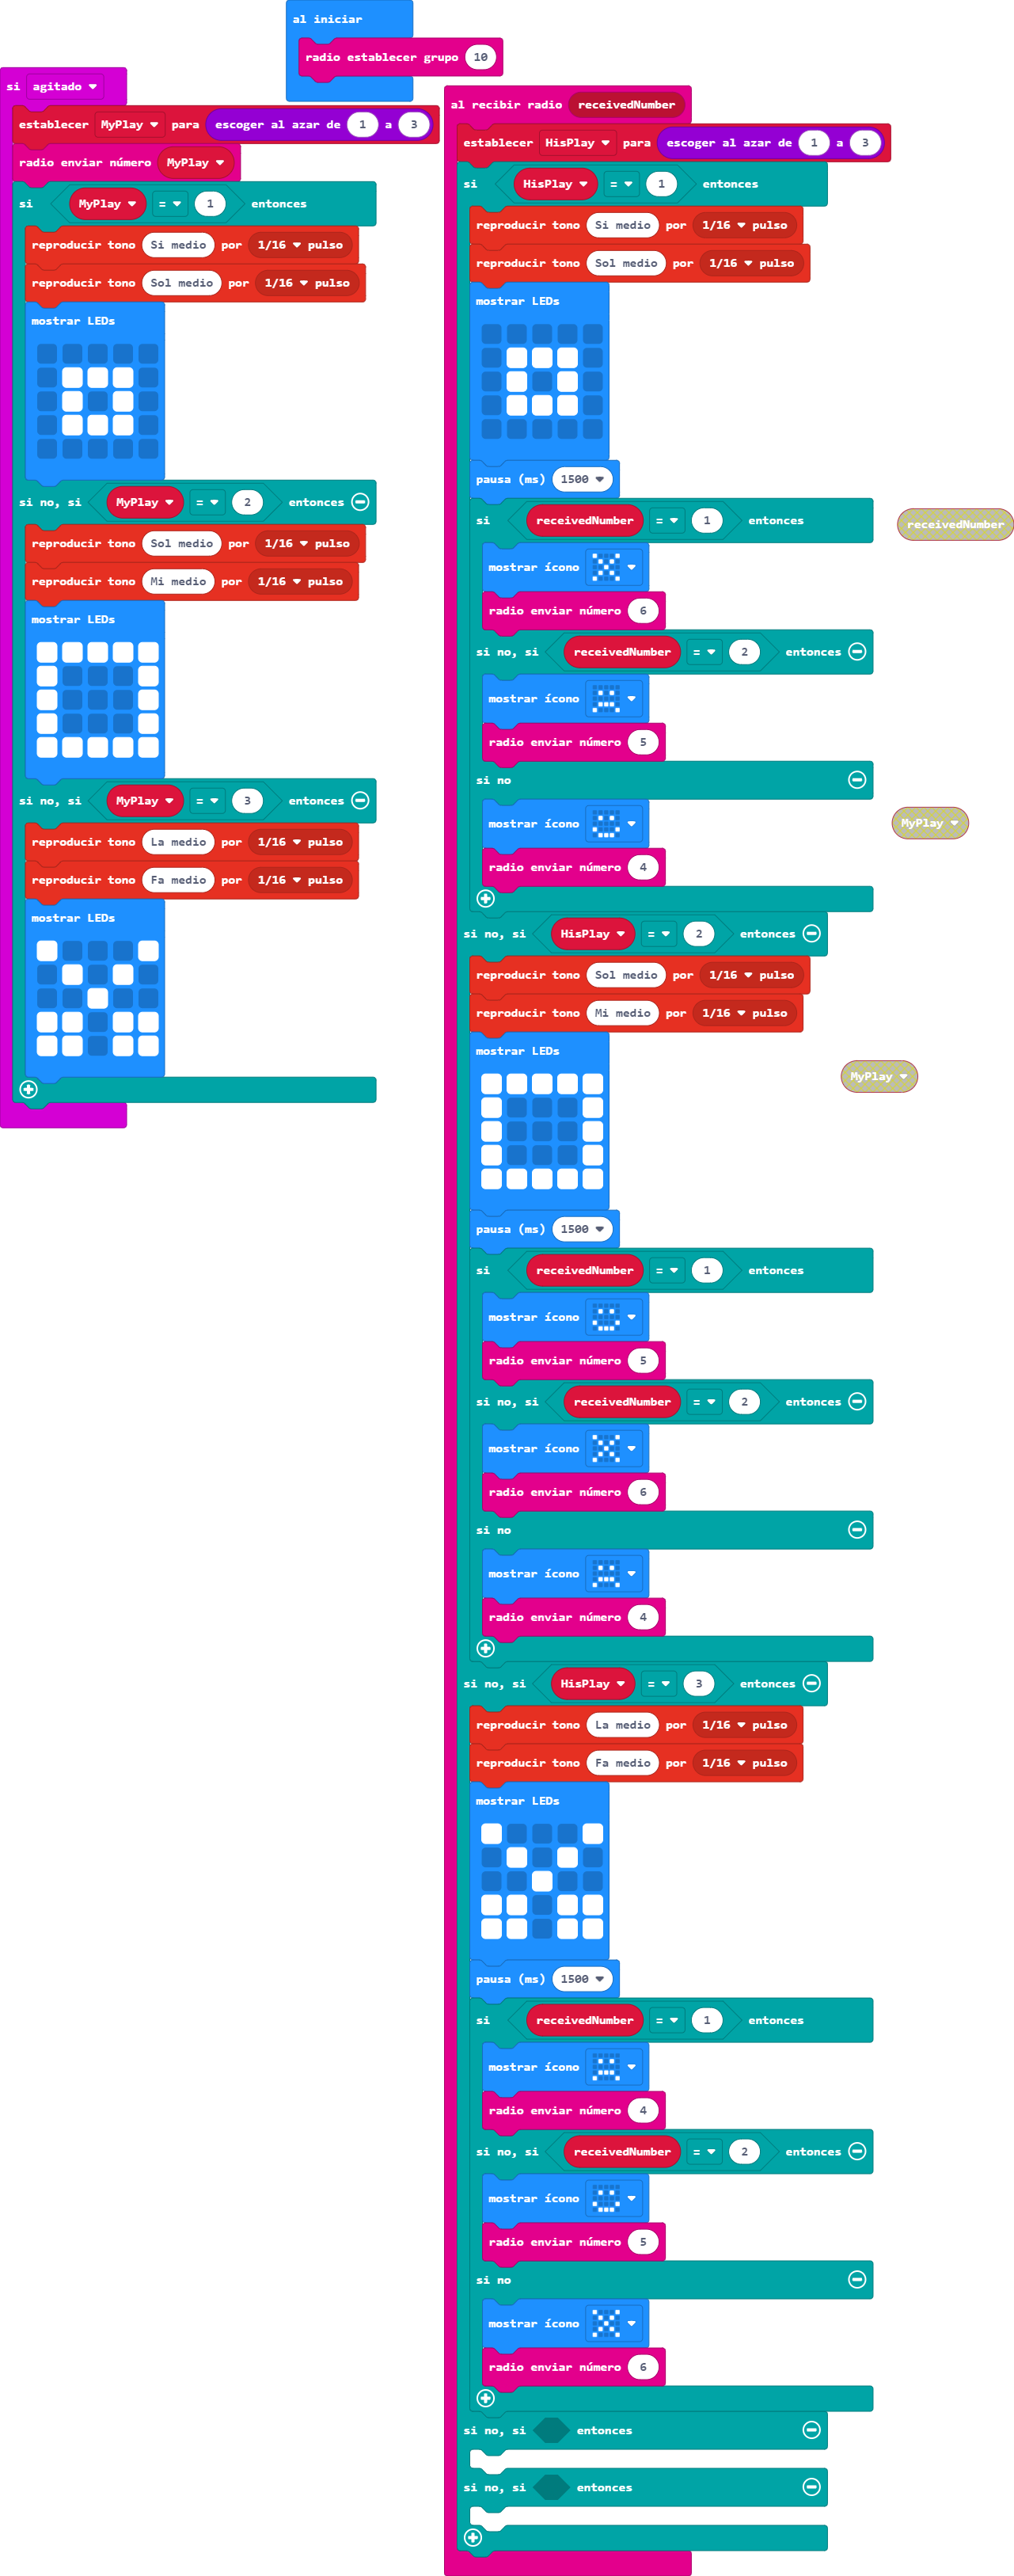 al iniciar
radio establecer grupo 10
si agitado
establecer MyPlay para escoger al azar de 1 a 3
radio enviar número MyPlay
si MyPlay = 1 entonces
reproducir tono Si medio por 1/16 pulso
reproducir tono Sol medio por 1/16 pulso
mostrar LEDs
si no, si MyPlay = 2 entonces
reproducir tono Sol medio por 1/16 pulso
reproducir tono Mi medio por 1/16 pulso
mostrar LEDs
si no, si MyPlay = 3 entonces
reproducir tono La medio por 1/16 pulso
reproducir tono Fa medio por 1/16 pulso
mostrar LEDs
al recibir radio receivedNumber
establecer HisPlay para escoger al azar de 1 a 3
si HisPlay = 1 entonces
reproducir tono Si medio por 1/16 pulso
reproducir tono Sol medio por 1/16 pulso
mostrar LEDs
pausa (ms) 1500
si receivedNumber = 1 entonces
mostrar ícono
radio enviar número 6
si no, si receivedNumber = 2 entonces
mostrar ícono
radio enviar número 5
si no
mostrar ícono
radio enviar número 4
si no, si HisPlay = 2 entonces
reproducir tono Sol medio por 1/16 pulso
reproducir tono Mi medio por 1/16 pulso
mostrar LEDs
pausa (ms) 1500
si receivedNumber = 1 entonces
mostrar ícono
radio enviar número 5
si no, si receivedNumber = 2 entonces
mostrar ícono
radio enviar número 6
si no
mostrar ícono
radio enviar número 4
si no, si HisPlay = 3 entonces
reproducir tono La medio por 1/16 pulso
reproducir tono Fa medio por 1/16 pulso
mostrar LEDs
pausa (ms) 1500
si receivedNumber = 1 entonces
mostrar ícono
radio enviar número 4
si no, si receivedNumber = 2 entonces
mostrar ícono
radio enviar número 5
si no
mostrar ícono
radio enviar número 6
si no, si entonces
si no, si entonces
receivedNumber
MyPlay
MyPlay